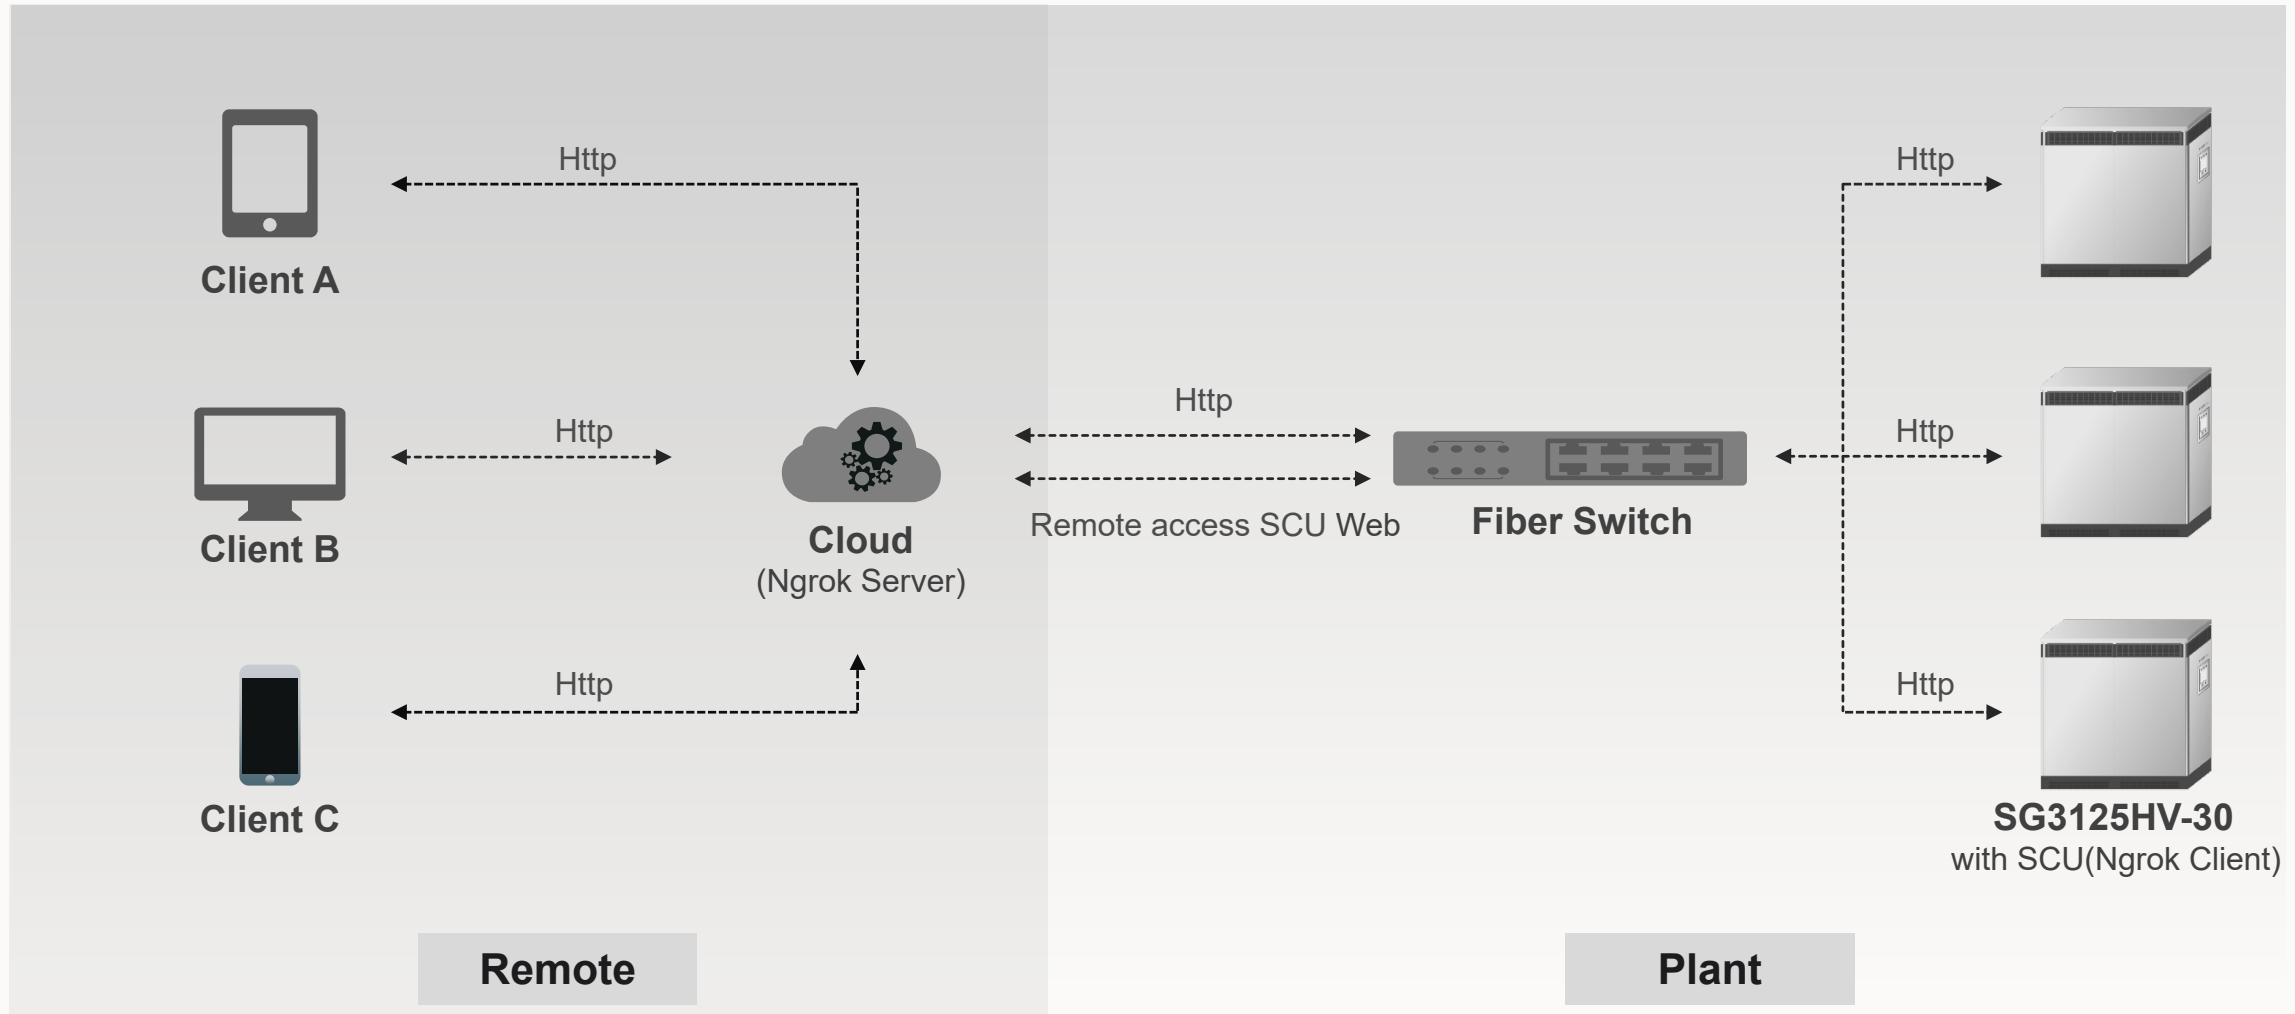 Http
Http
Client A
Http
Http
Http
Client B
Cloud
(Ngrok Server)
Remote access SCU Web
Fiber Switch
Http
Http
Client C
SG3125HV-30
with SCU(Ngrok Client)
Remote
Plant